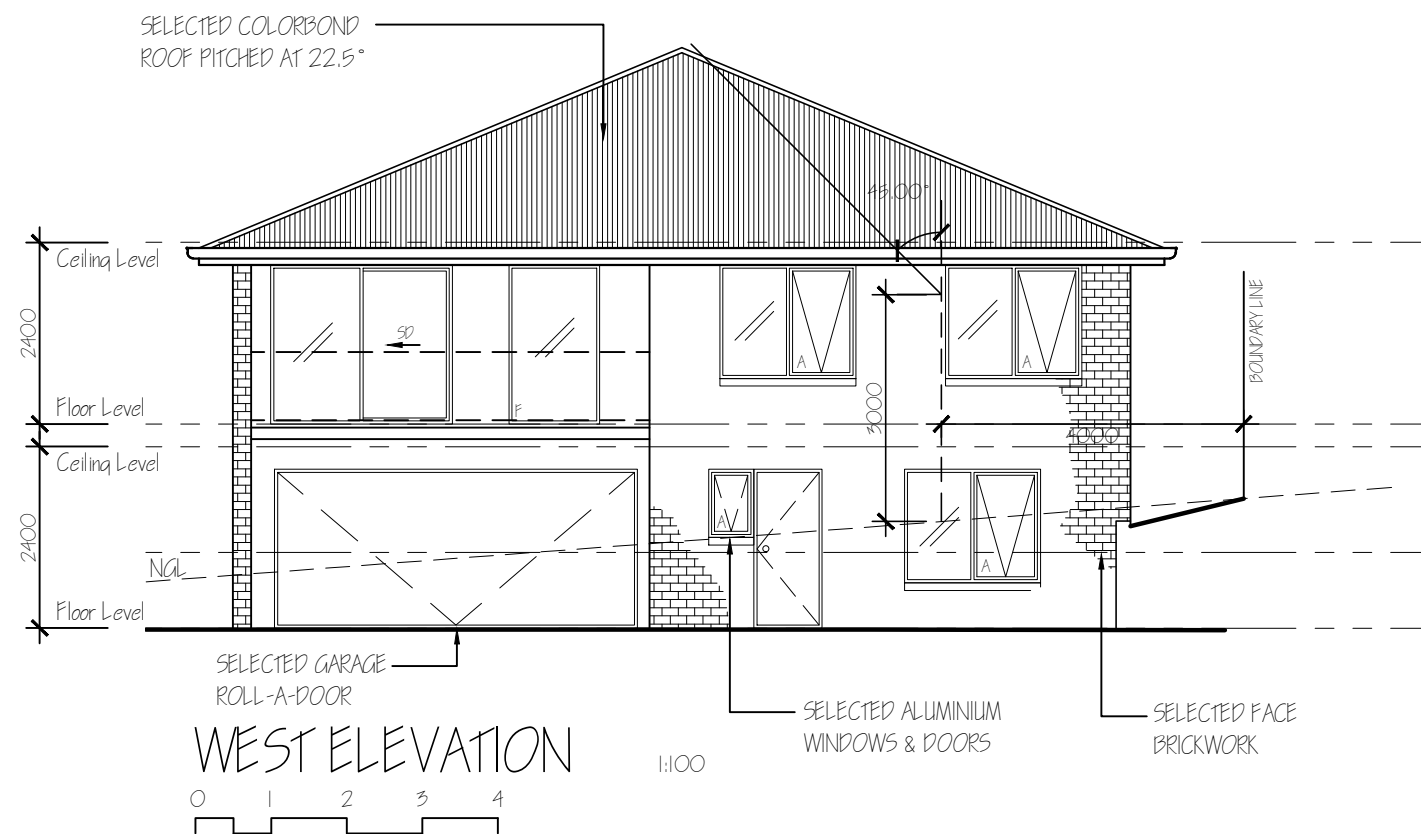 SELECTED COLORBOND
ROOF PITCHED AT 22.5°
45.00°
Ceiling Level
BOUNDARY LINE
2400
SD
A
A
Floor Level
F
3000
4000
Ceiling Level
2400
A
A
NGL
Floor Level
SELECTED GARAGE
ROLL-A-DOOR
SELECTED ALUMINIUM
WINDOWS & DOORS
SELECTED FACE
BRICKWORK
WEST ELEVATION
1:100
0 1 2 3 4